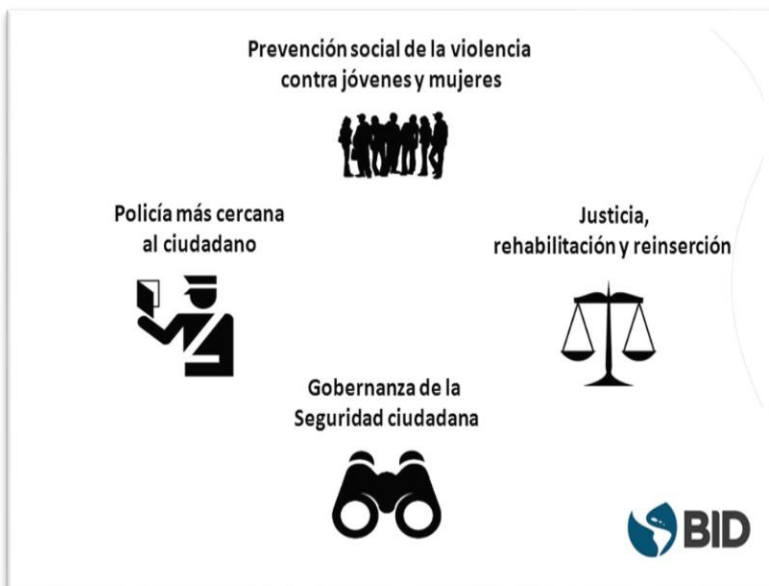 Prevención social de la violencia
contra jóvenes y mujeres
Policía más cercana
al ciudadano
Justicia,
rehabilitación y reinserción
Gobernanza de la
Seguridad ciudadana
BID